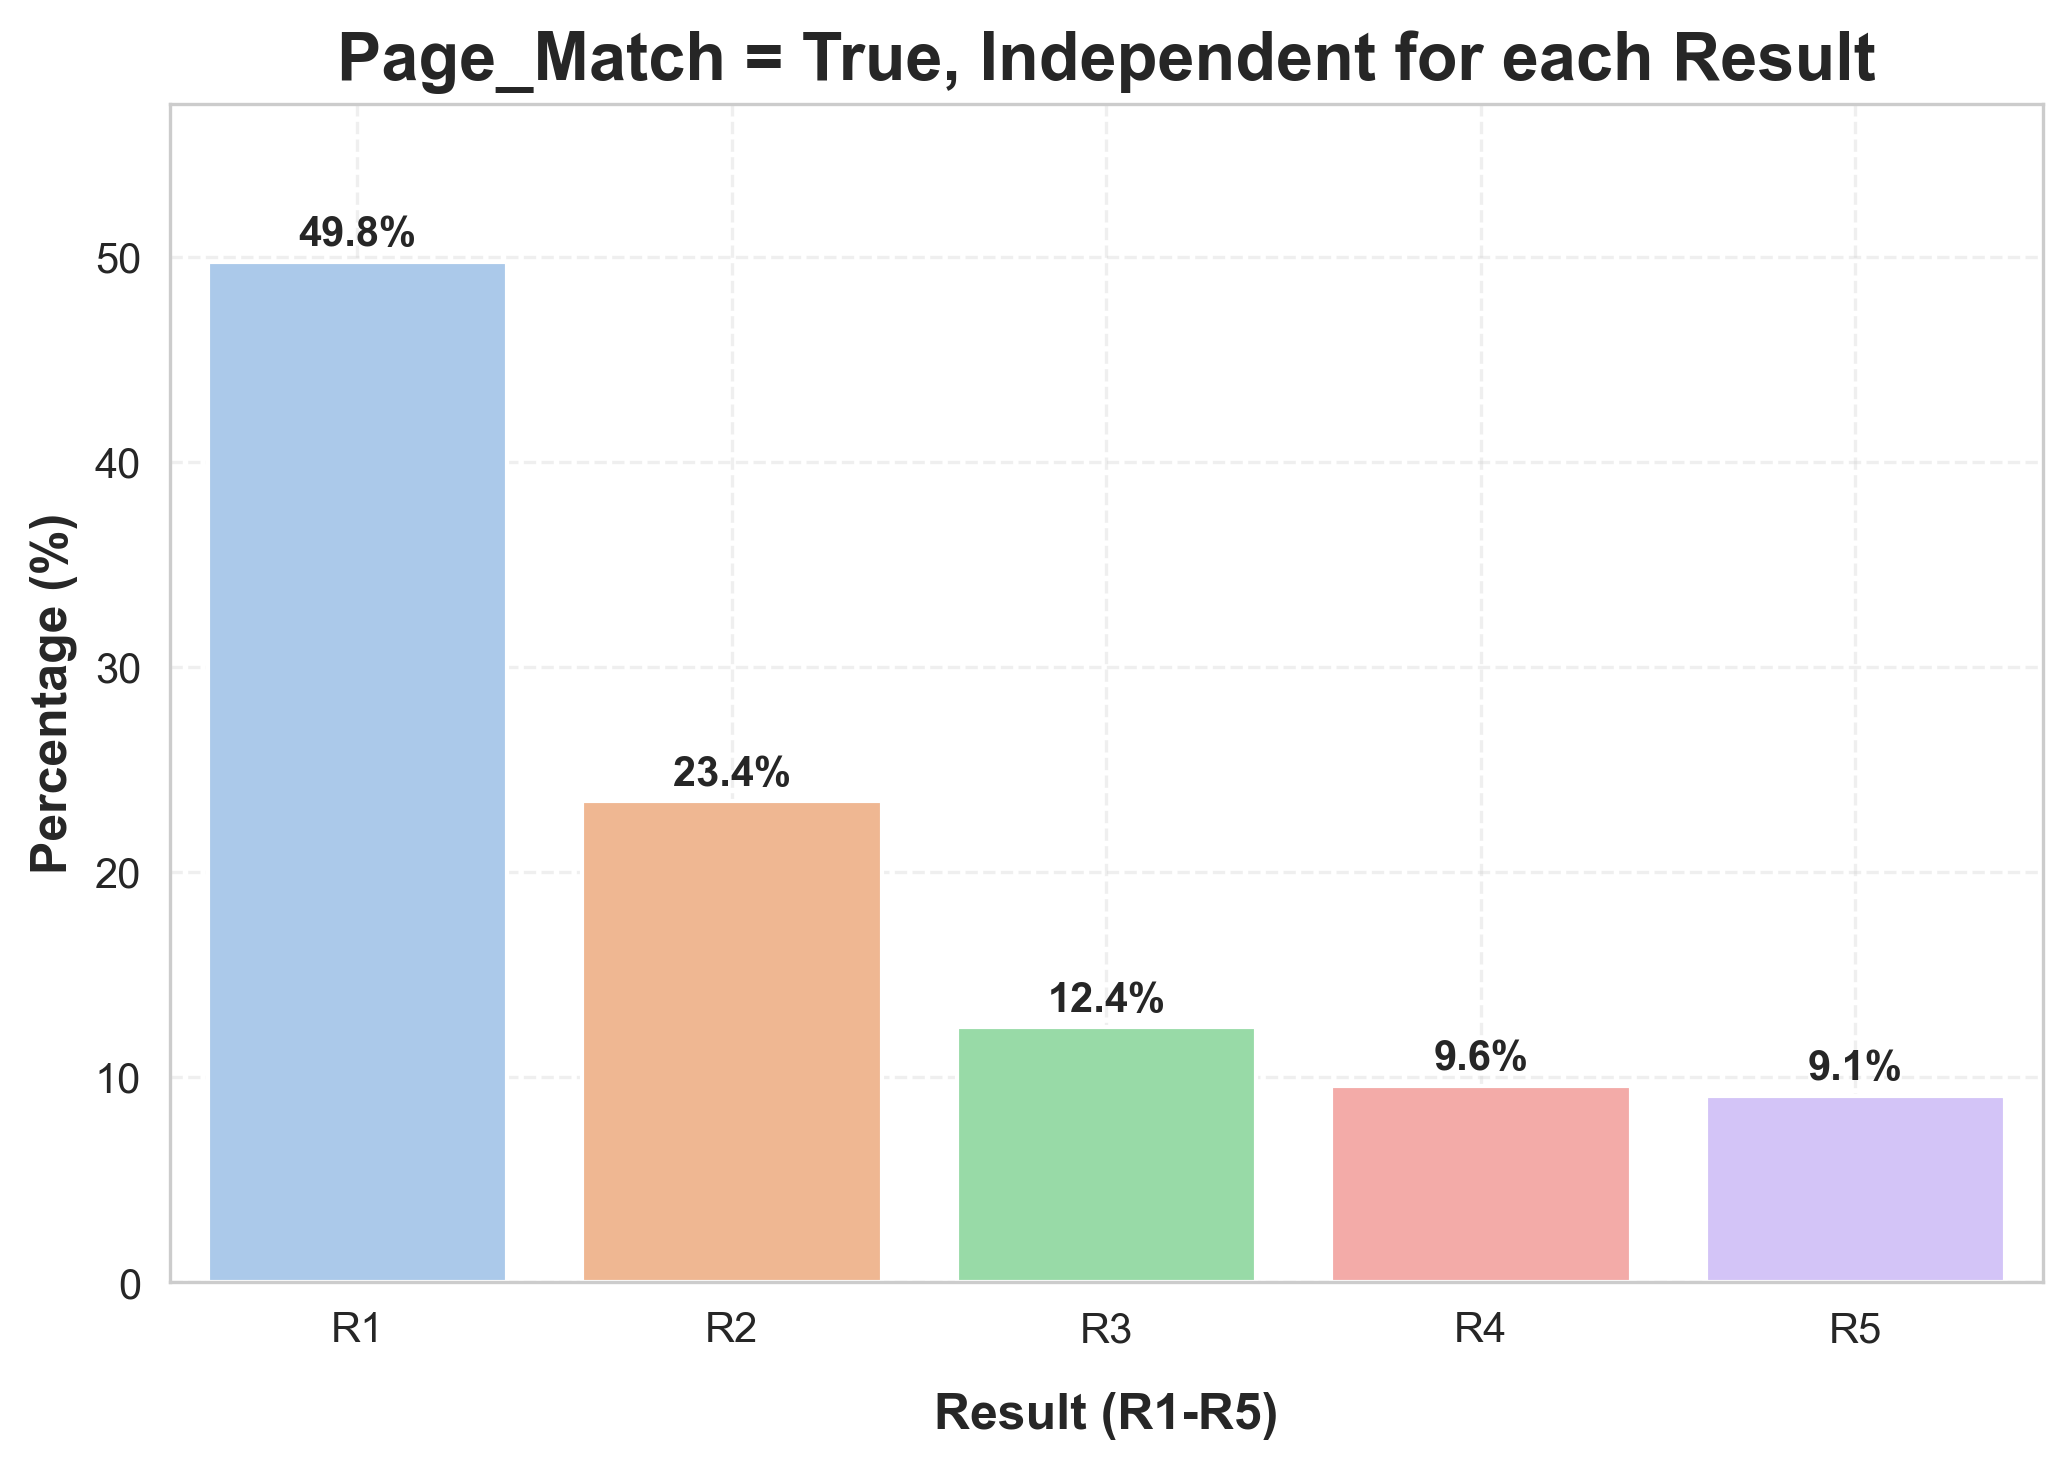 Page_Match = True, Independent for each Result
Percentage (%)
50
40
30
20
10
0
49.8%
23.4%
12.4%
9.6%
9.1%
R1
R2
R3
R4
R5
Result (R1-R5)